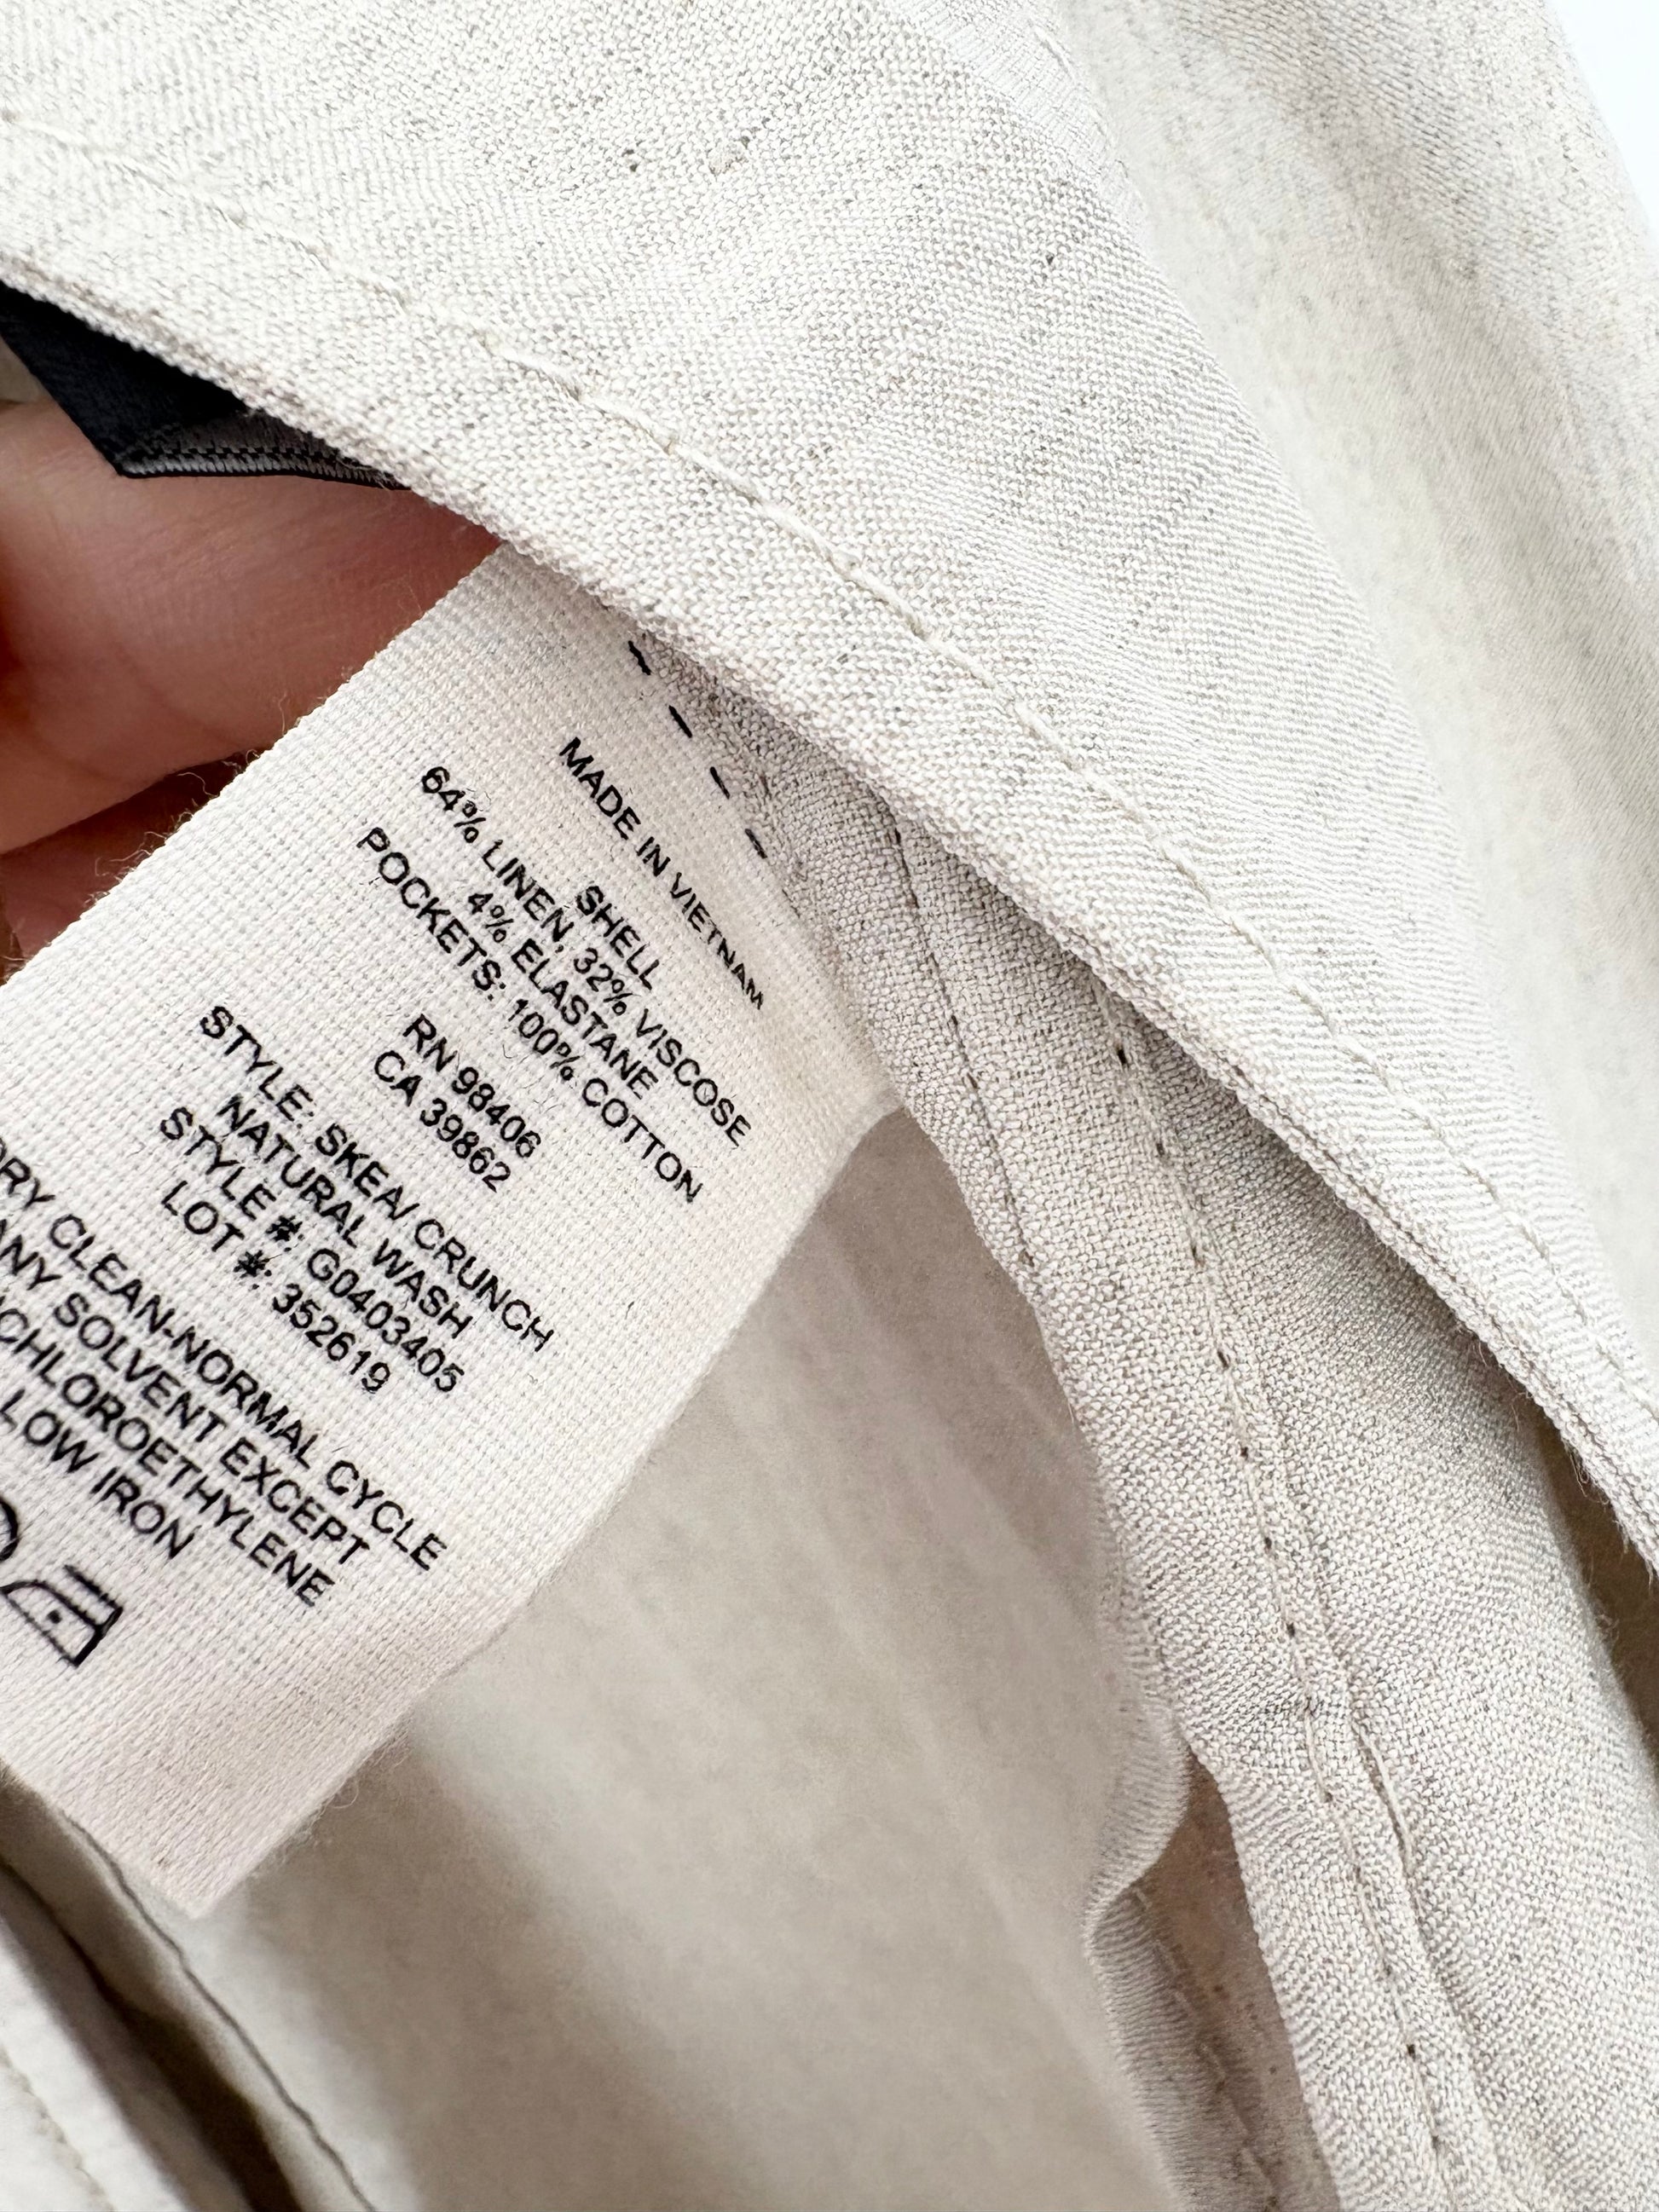 MADE IN VIETNAM
SHELL
64% LINEN, 32% VISCOSE
4% ELASTANE
POCKETS: 100% COTTON
RN 98406
CA 39862
STYLE: SKEA/ CRUNCH
NATURAL WASH
STYLE #: G0403405
LOT #: 352619
CLEAN-NORMAL CYCLE
SOLVENT EXCEPT
LOW IRON